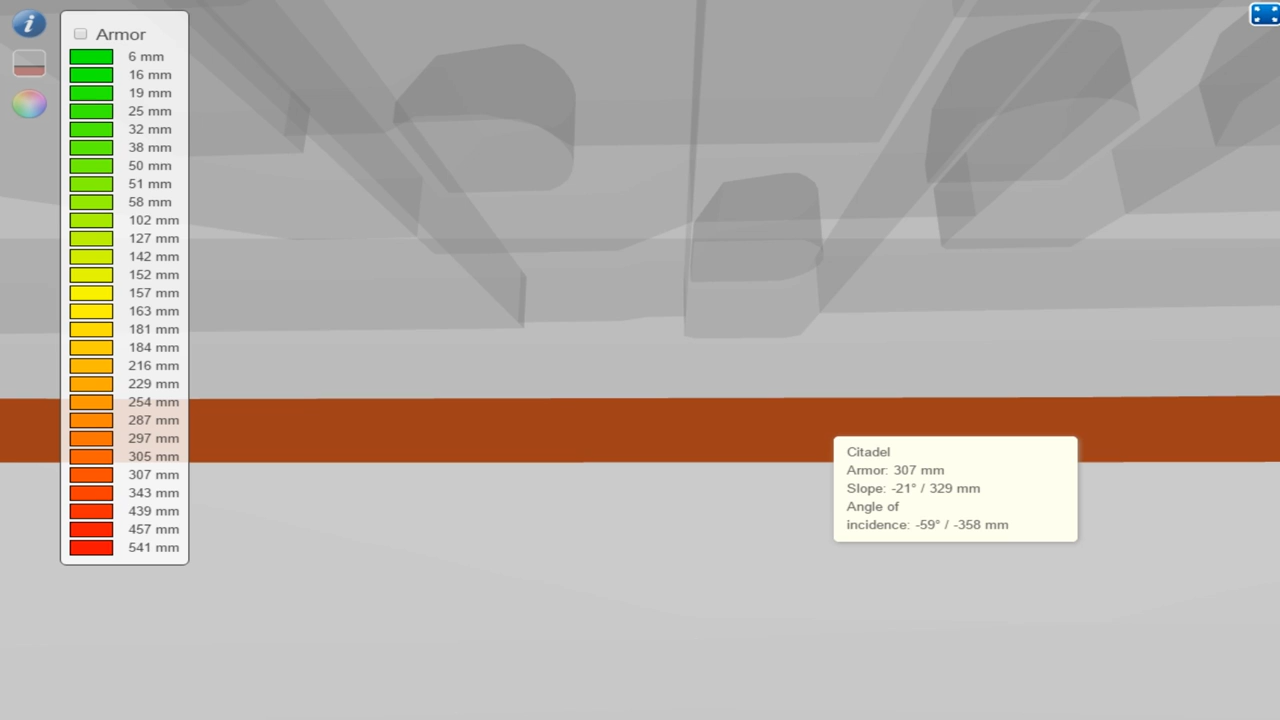 i
Armor
6 mm
16 mm
19 mm
25 mm
32 mm
38 mm
50 mm
51 mm
58 mm
102 mm
127 mm
142 mm
152 mm
157 mm
163 mm
181 mm
184 mm
216 mm
229 mm
254 mm
287 mm
297 mm
305 mm
307 mm
343 mm
439 mm
457 mm
541 mm
Citadel
Armor: 307 mm
Slope: -21° / 329 mm
Angle of
incidence: -59° / -358 mm